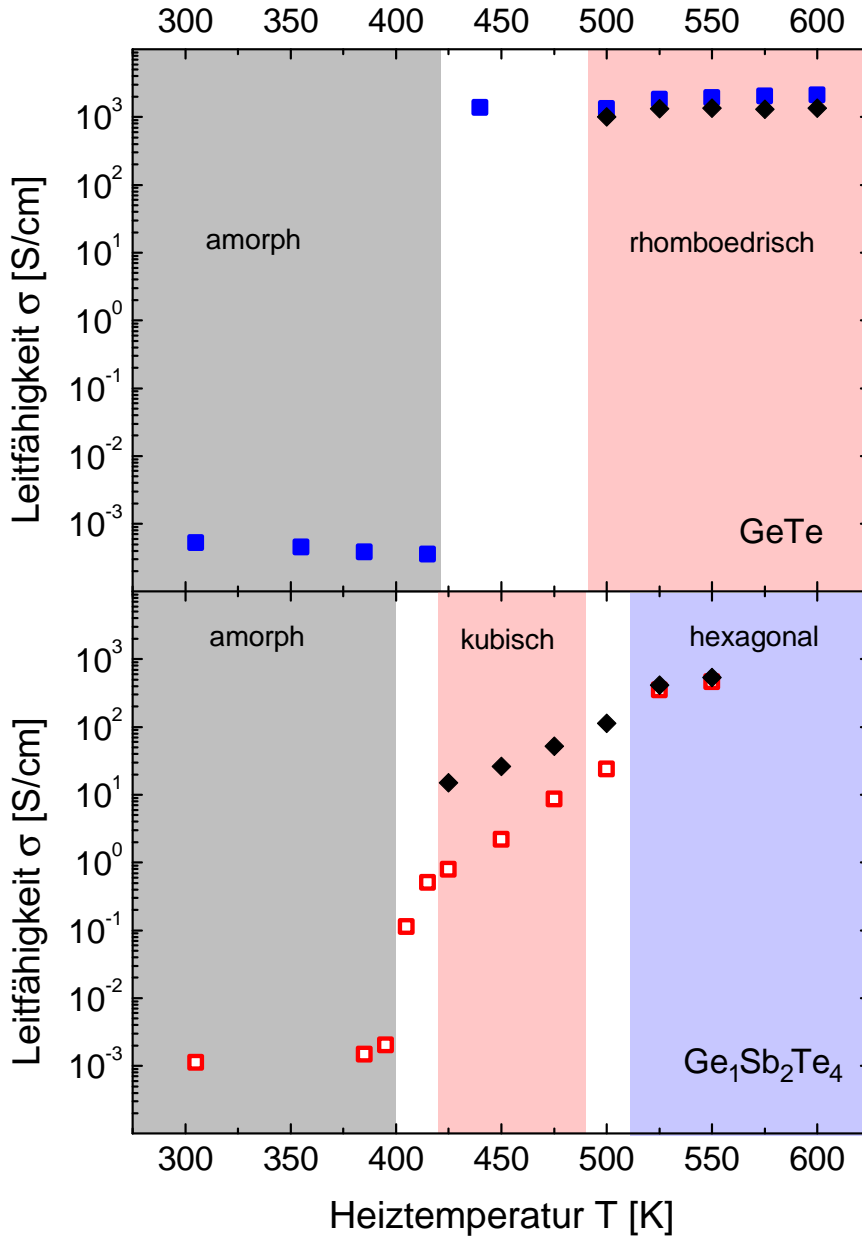 300 350 400 450 500 550 600
Leitfähigkeit σ [S/cm]
10³
10²
10¹
10⁰
10⁻¹
10⁻²
10⁻³
amorph
rhomboedrisch
GeTe
Leitfähigkeit σ [S/cm]
10³
10²
10¹
10⁰
10⁻¹
10⁻²
10⁻³
amorph
kubisch
hexagonal
Ge₁Sb₂Te₄
300 350 400 450 500 550 600
Heiztemperatur T [K]